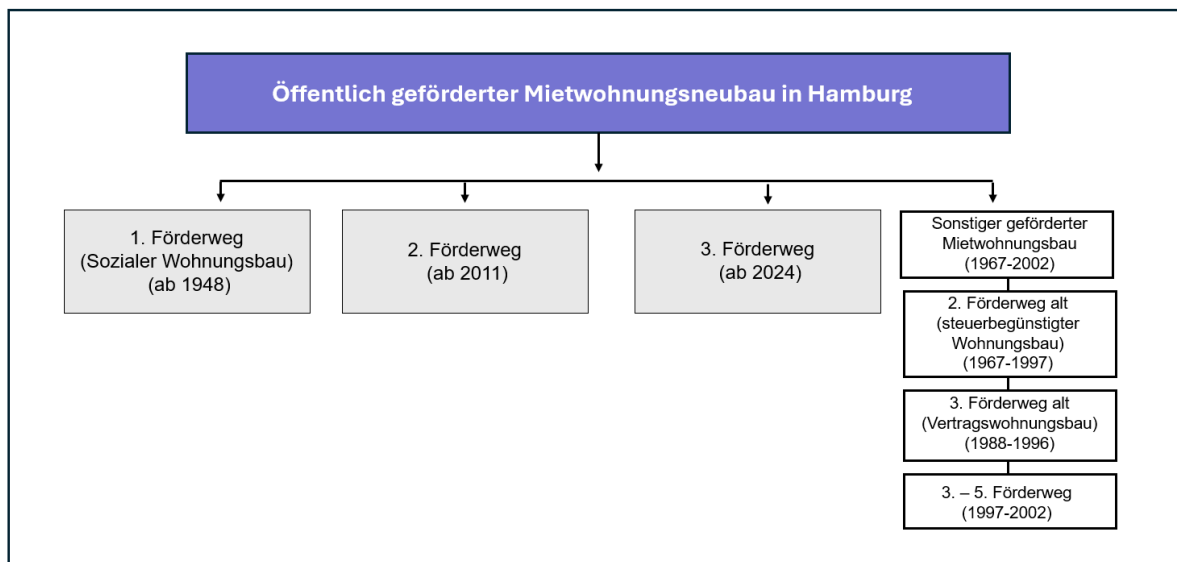 Öffentlich geförderter Mietwohnungsneubau in Hamburg
1. Förderweg
(Sozialer Wohnungsbau)
(ab 1948)
2. Förderweg
(ab 2011)
3. Förderweg
(ab 2024)
Sonstiger geförderter
Mietwohnungsbau
(1967-2002)
2. Förderweg alt
(steuerbegünstigter
Wohnungsbau)
(1967-1997)
3. Förderweg alt
(Vertragswohnungsbau)
(1988-1996)
3. – 5. Förderweg
(1997-2002)